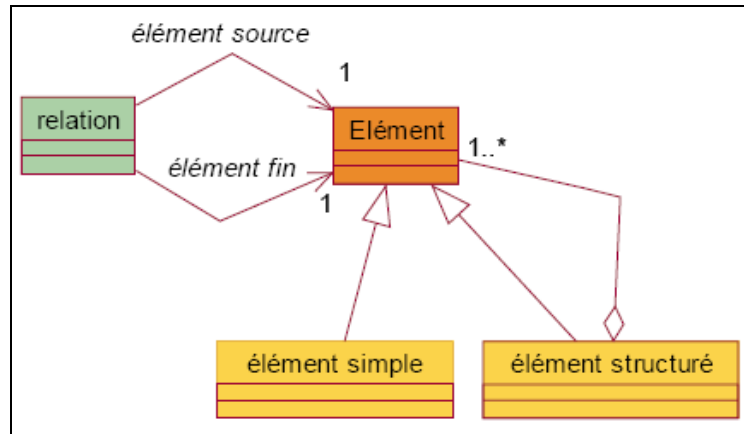 élément source
1
relation
Elément
1..*
élément fin
1
élément simple
élément structuré